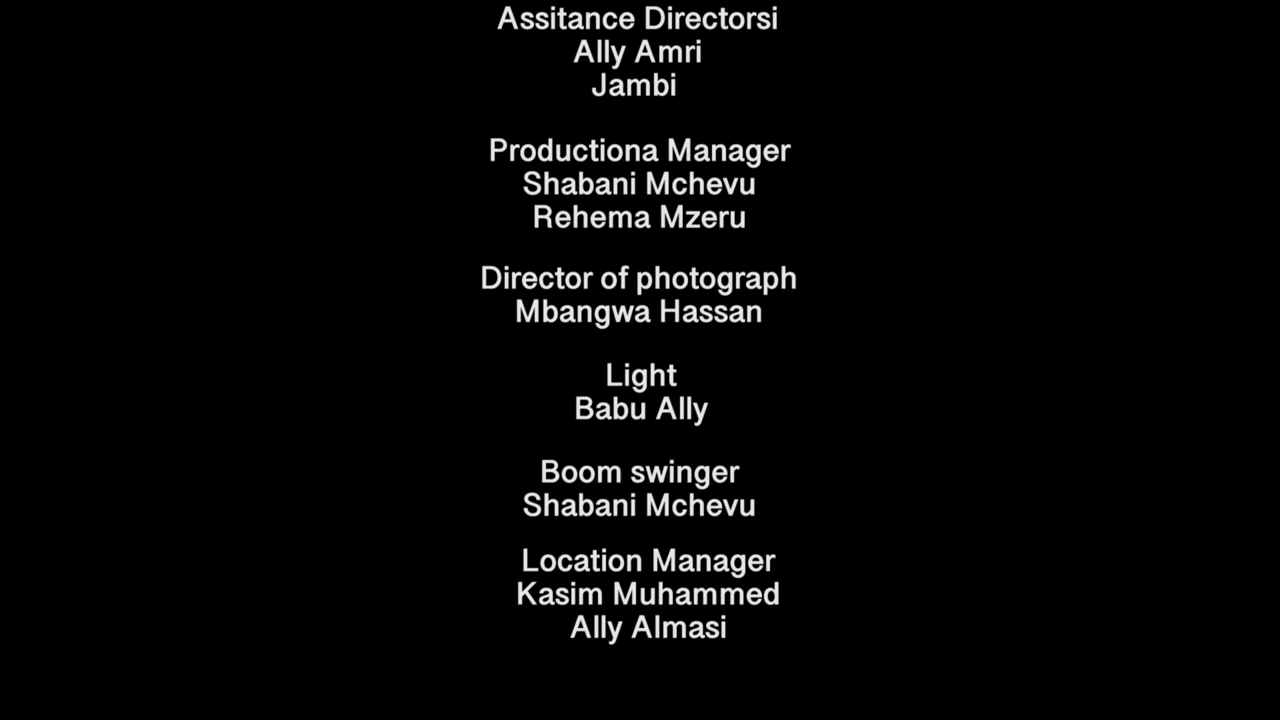 Assitance Directorsi
Ally Amri
Jambi
Productiona Manager
Shabani Mchevu
Rehema Mzeru
Director of photograph
Mbangwa Hassan
Light
Babu Ally
Boom swinger
Shabani Mchevu
Location Manager
Kasim Muhammed
Ally Almasi